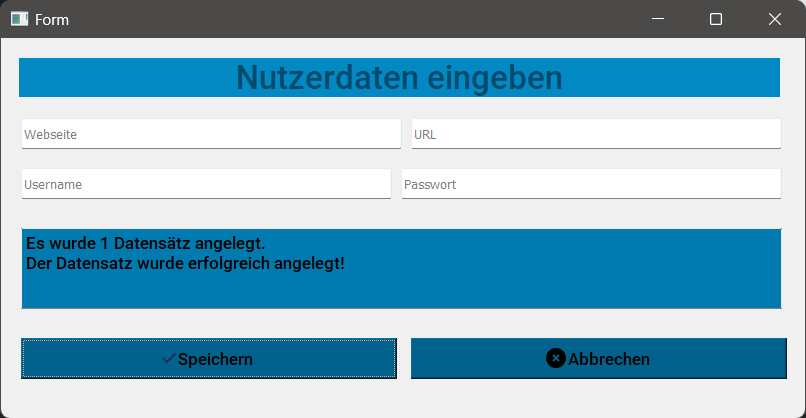 Form
Nutzerdaten eingeben
Webseite URL
Username Passwort
Es wurde 1 Datensätz angelegt.
Der Datensatz wurde erfolgreich angelegt!
Speichern Abbrechen